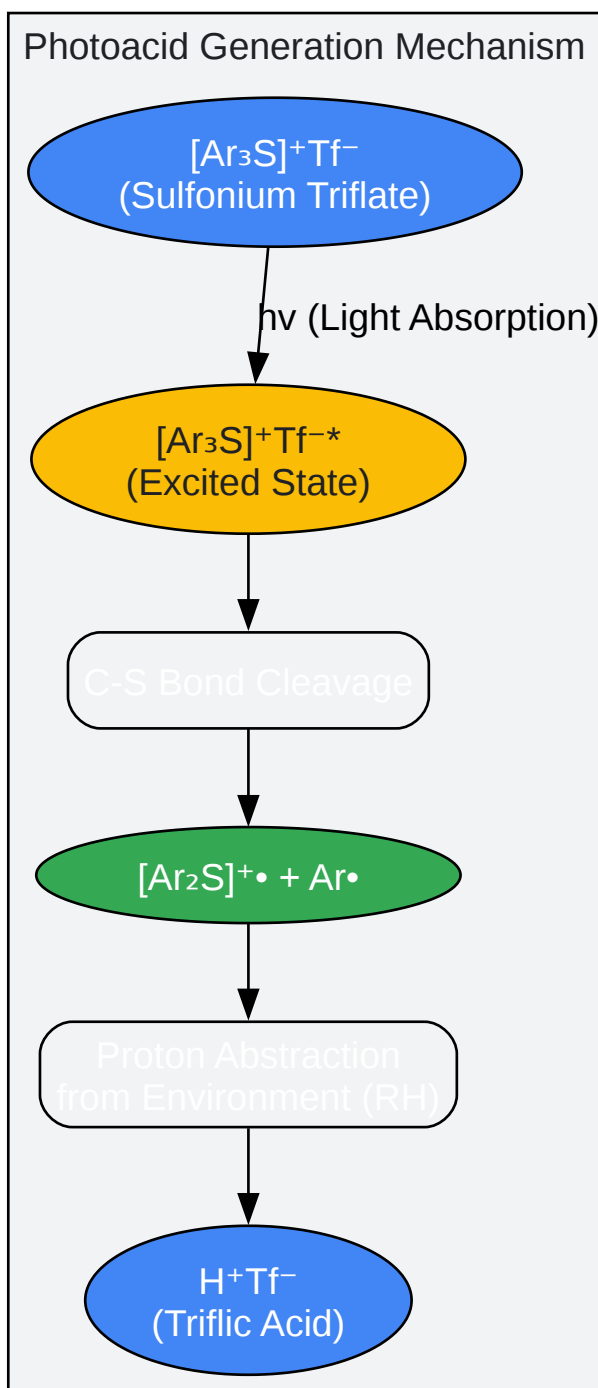 Photoacid Generation Mechanism
[Ar₃S]⁺Tf⁻
(Sulfonium Triflate)
hv (Light Absorption)
[Ar₃S]⁺Tf⁻*
(Excited State)
C-S Bond Cleavage
[Ar₂S]⁺• + Ar•
Proton Abstraction
from Environment (RH)
H⁺Tf⁻
(Triflic Acid)